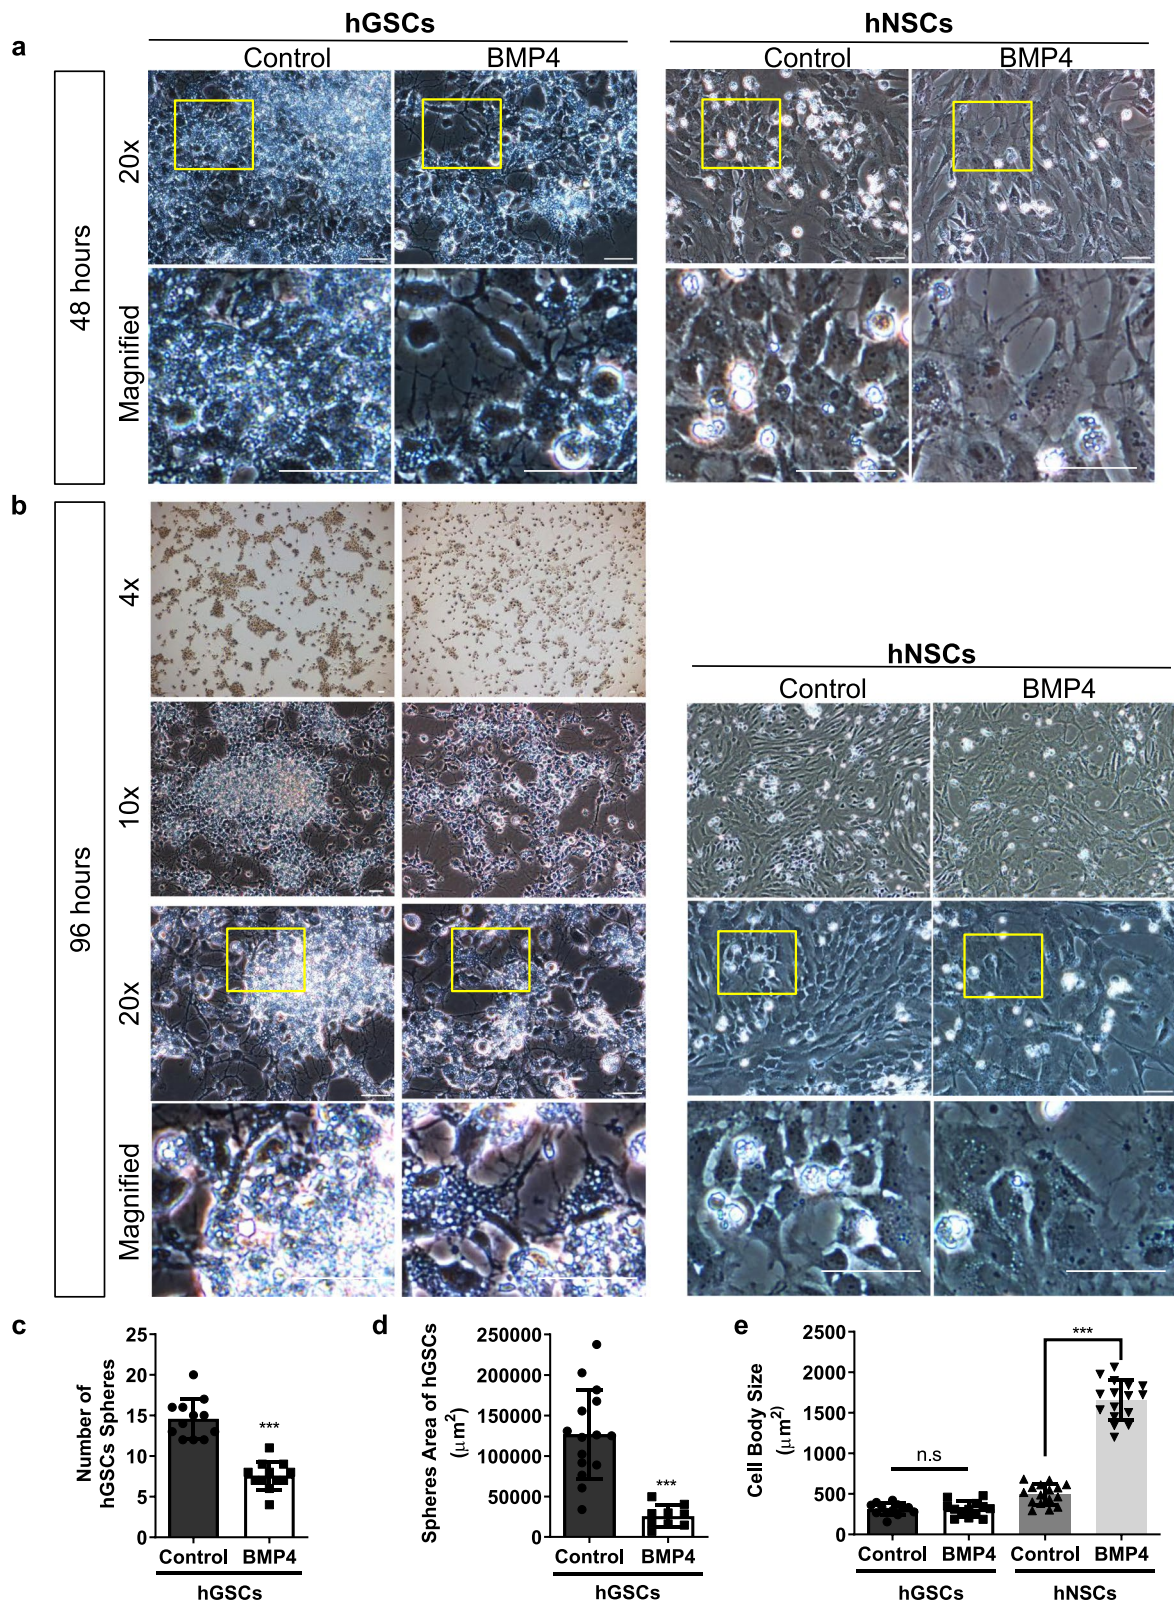 hGSCs
hNSCs
a
Control
BMP4
Control
BMP4
48 hours
20x
Magnified
b
96 hours
4x
hNSCs
Control
BMP4
10x
20x
Magnified
c
Number of
hGSCs Spheres
25
20
15
10
5
0
***
Control
BMP4
hGSCs
d
Spheres Area of hGSCs
(μm²)
250000
200000
150000
100000
50000
0
***
Control
BMP4
hGSCs
e
Cell Body Size
(μm²)
2500
2000
1500
1000
500
0
n.s
***
Control
BMP4
Control
BMP4
hGSCs
hNSCs